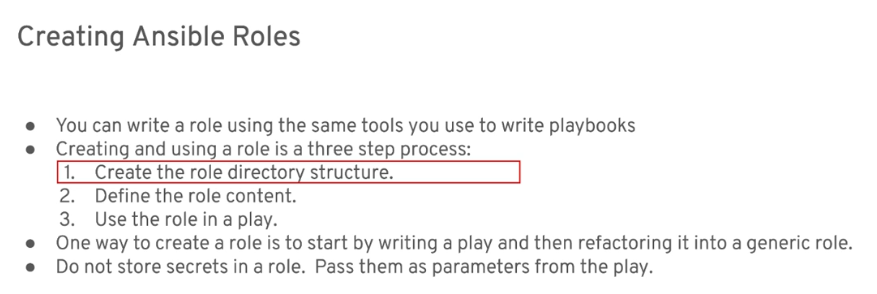 Creating Ansible Roles
● You can write a role using the same tools you use to write playbooks
● Creating and using a role is a three step process:
1. Create the role directory structure.
2. Define the role content.
3. Use the role in a play.
● One way to create a role is to start by writing a play and then refactoring it into a generic role.
● Do not store secrets in a role. Pass them as parameters from the play.